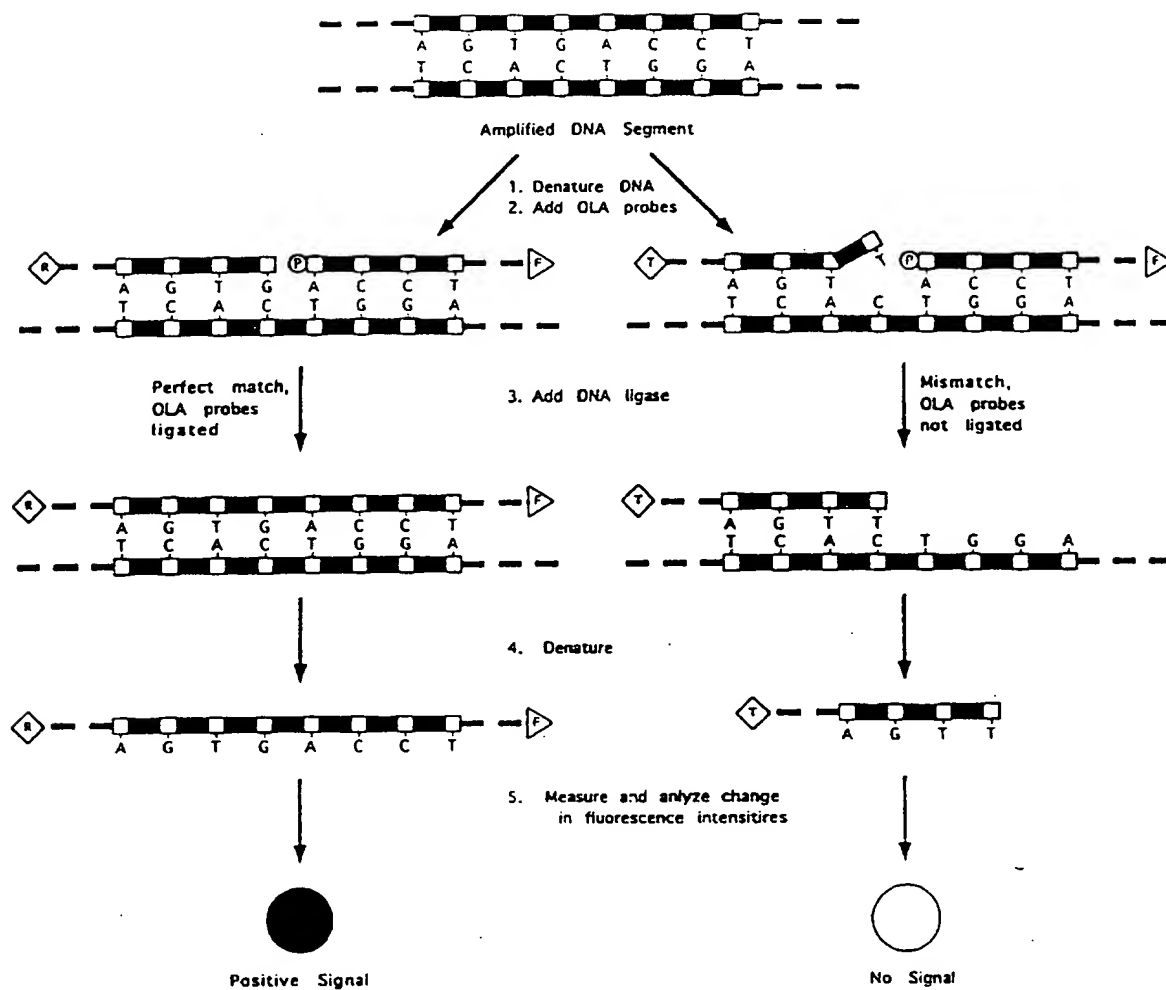 A G T G A C C T
T C A C T G G A
Amplified DNA Segment
1. Denature DNA
2. Add OLA probes
R P F
A G T G A C C T
T C A C T G G A
T P F
A G T T A C C T
T C A C T G G A
Perfect match,
OLA probes
ligated
3. Add DNA ligase
Mismatch,
OLA probes
not ligated
R F
A G T G A C C T
T C A C T G G A
T
A G T T
T C A C T G G A
4. Denature
R F
A G T G A C C T
T
A G T T
5. Measure and anlyze change
in fluorescence intensitires
Positive Signal
No Signal